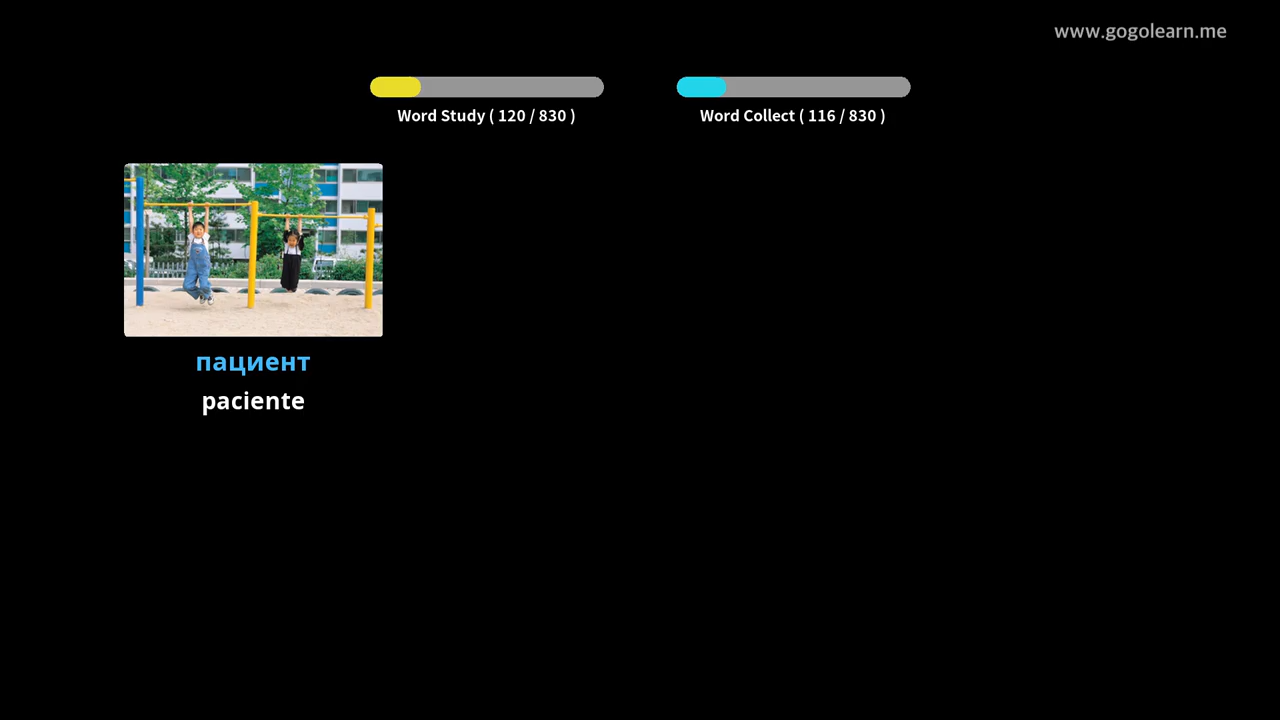 www.gogolearn.me
Word Study ( 120 / 830 )
Word Collect ( 116 / 830 )
пациент
paciente